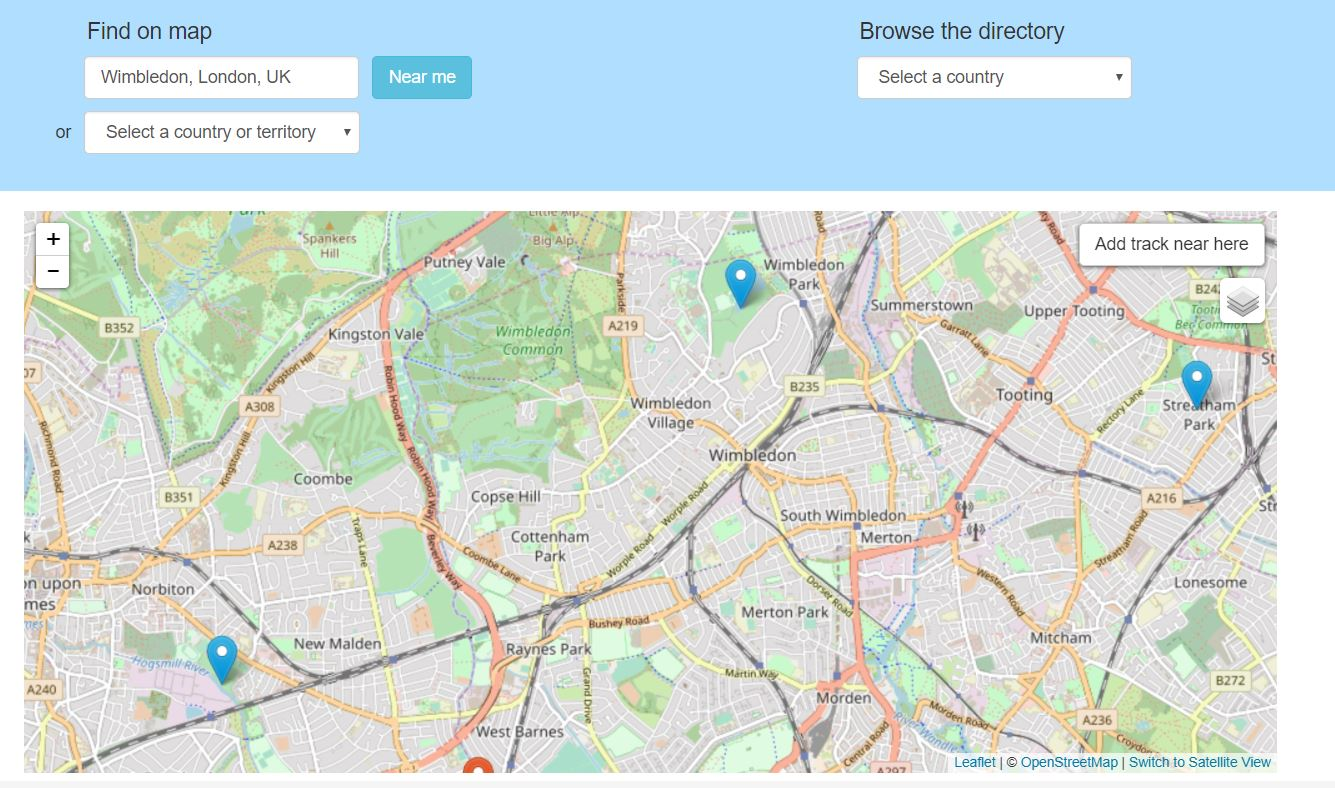 Find on map
Browse the directory
Wimbledon, London, UK
Near me
Select a country
or
Select a country or territory
+
−
Add track near here
Park
Little Alp
Spankers
Hill
Big Alp
Putney Vale
Parkside
Wimbledon
Park
Road
Summerstown
Upper Tooting
B352
Kingston Vale
Wimbledon
Common
A219
Garratt Lane
Kingston Hill
A308
Robin Hood Way
B235
Wimbledon
Village
Tooting
Rectory Lane
Streatham
Park
Richmond Road
Kingston Hill
Robin Hood Way
Wimbledon
Coombe
B351
Copse Hill
Worple Road
A216
South Wimbledon
Merton
Cottenham
Park
Traps Lane
A238
Beverley Way
Coombe Lane
Worple Road
Streatham Road
Norbiton
Dorset Road
Western Road
Lonesome
Merton Park
Bushey Road
Mitcham
New Malden
Raynes Park
Hogsmill River
Martin Way
Grand Drive
A240
B272
Morden
Morden Road
A236
West Barnes
River Wandle
Central Road
A297
Leaflet | © OpenStreetMap | Switch to Satellite View